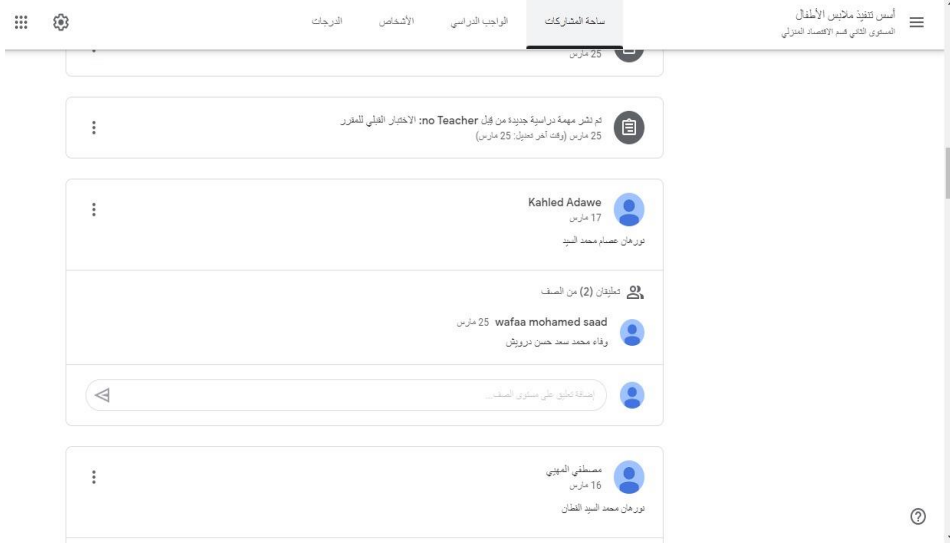 أسس تنفيذ ملابس الأطفال
المستوى الثاني قسم الاقتصاد المنزلي
ساحة المشاركات
الواجب الدراسي
الأشخاص
الدرجات
25 مارس
تم نشر مهمة دراسية جديدة من قِبل no Teacher: الاختبار القبلي للمقرر
25 مارس (وقت آخر تعديل: 25 مارس)
Kahled Adawe
17 مارس
نورهان عصام محمد السيد
تعليقان (2) من الصف
wafaa mohamed saad 25 مارس
وفاء محمد سعد حسن درويش
إضافة تعليق على مستوى الصف...
مصطفي المهيي
16 مارس
نورهان محمد السيد القطان